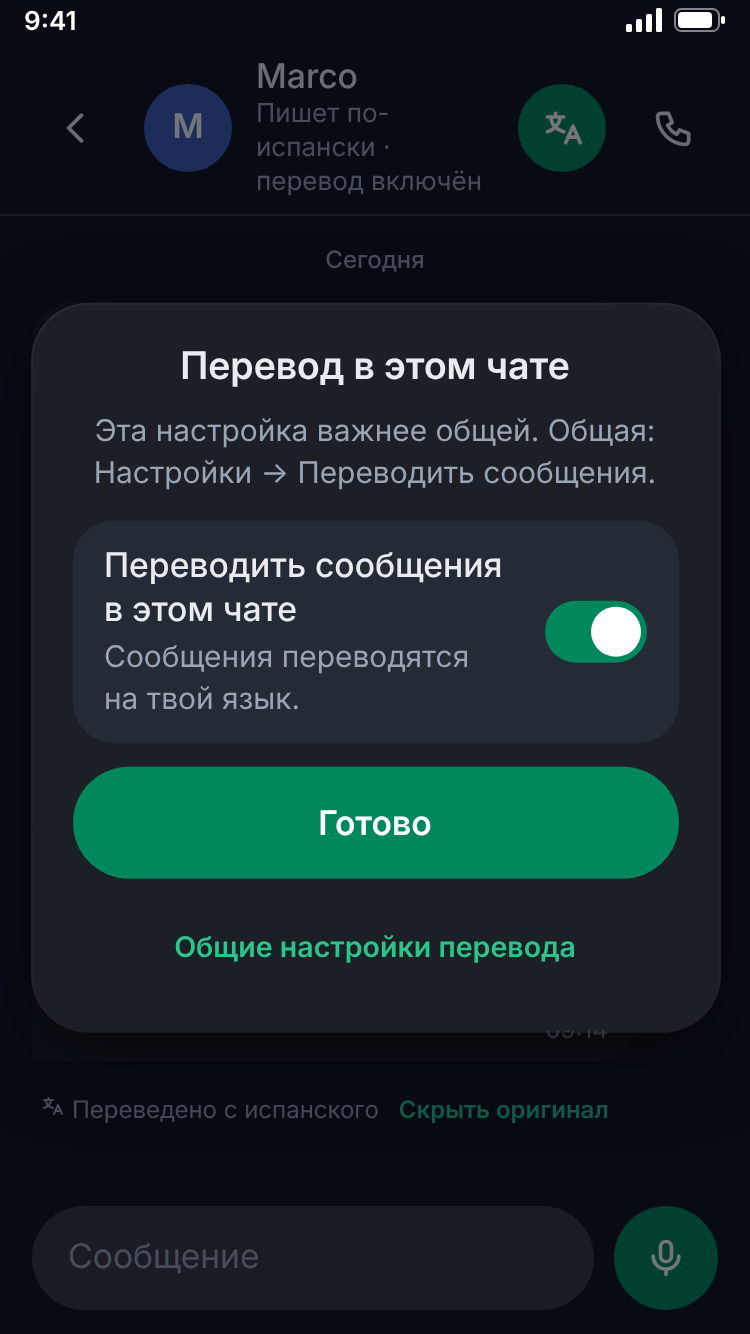 9:41
Marco
M
Пишет по-
испански ·
перевод включён
Сегодня
Перевод в этом чате
Эта настройка важнее общей. Общая:
Настройки → Переводить сообщения.
Переводить сообщения
в этом чате
Сообщения переводятся
на твой язык.
Готово
Общие настройки перевода
Переведено с испанского Скрыть оригинал
Сообщение